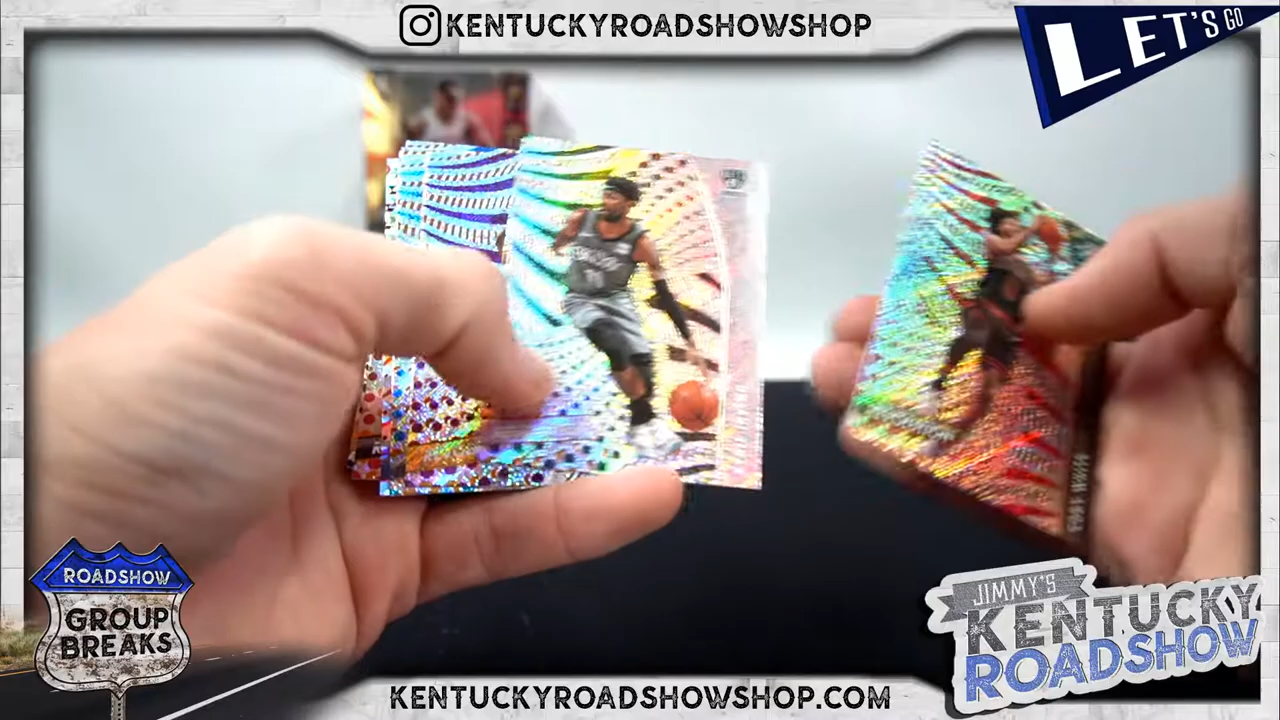 KENTUCKYROADSHOWSHOP
LET'S GO
ROADSHOW
GROUP
BREAKS
JIMMY'S
KENTUCKY
ROADSHOW
KENTUCKYROADSHOWSHOP.COM